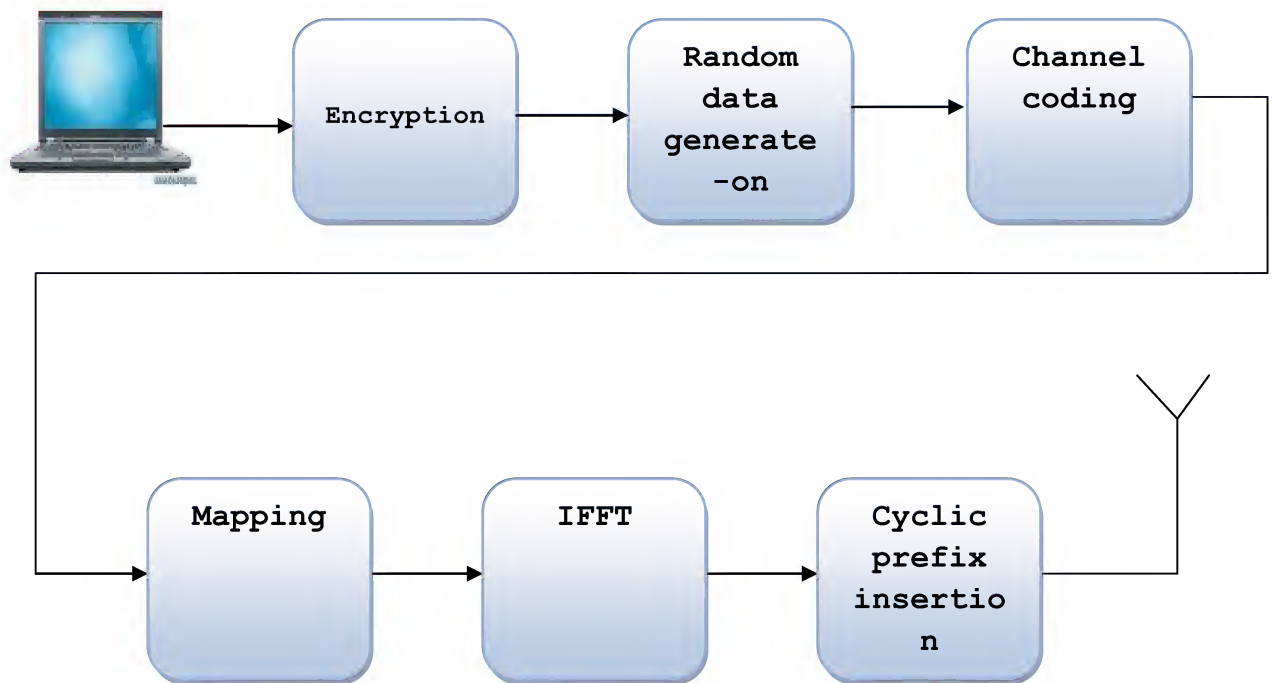 Encryption
Random
data
generate
-on
Channel
coding
Mapping
IFFT
Cyclic
prefix
insertio
n